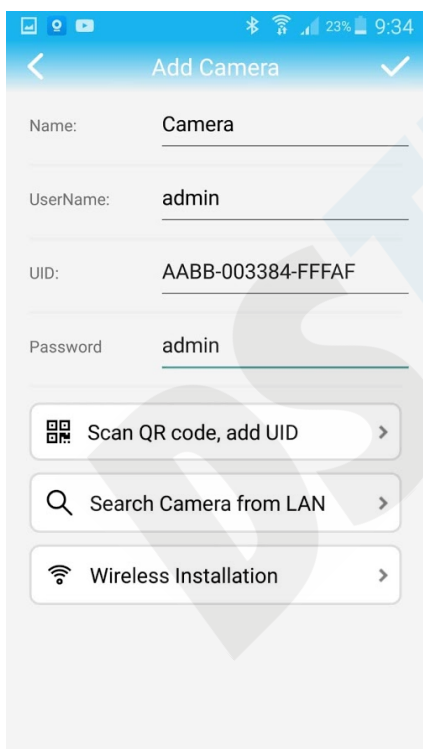 23% 9:34
Add Camera
Name: Camera
UserName: admin
UID: AABB-003384-FFFAF
Password admin
Scan QR code, add UID
Search Camera from LAN
Wireless Installation